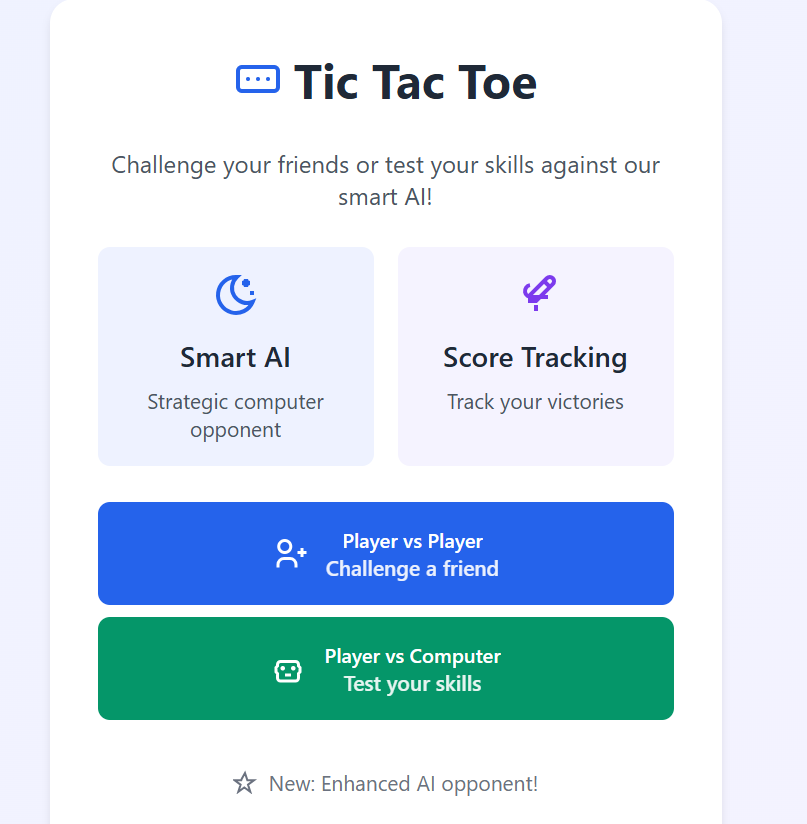 Tic Tac Toe
Challenge your friends or test your skills against our
smart AI!
Smart AI
Strategic computer
opponent
Score Tracking
Track your victories
Player vs Player
Challenge a friend
Player vs Computer
Test your skills
New: Enhanced AI opponent!